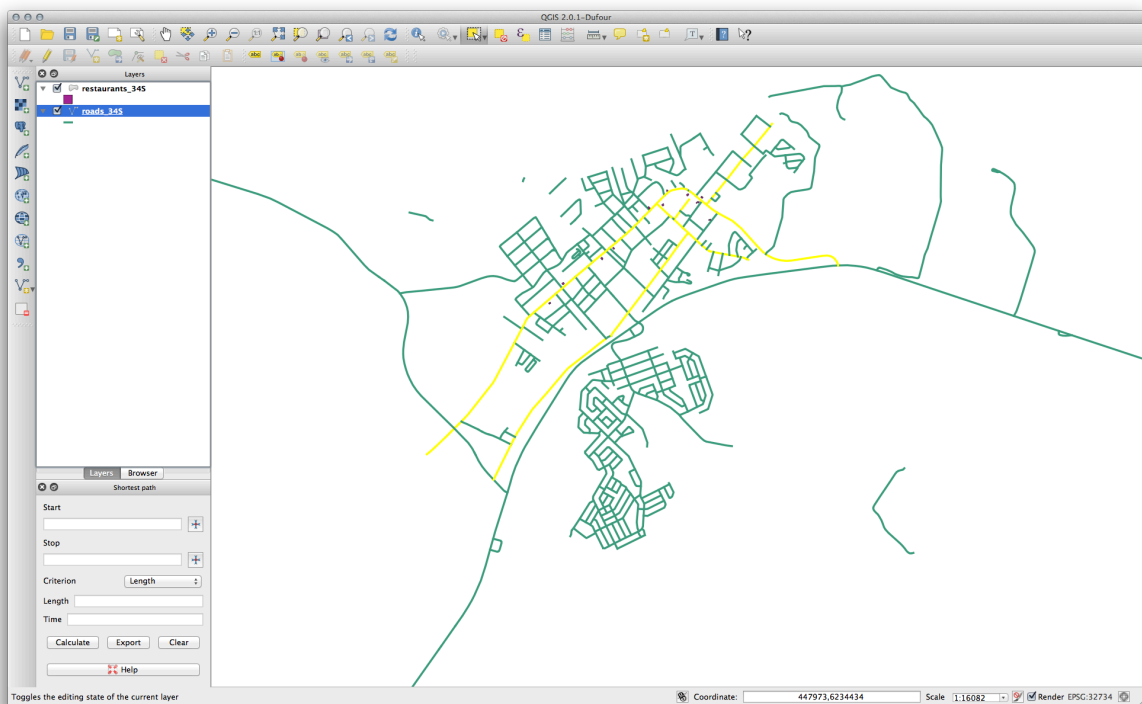 QGIS 2.0.1-Dufour
Layers
restaurants_34S
roads_34S
Layers
Browser
Shortest path
Start
Stop
Criterion
Length
Length
Time
Calculate
Export
Clear
Help
Toggles the editing state of the current layer
Coordinate:
447973,6234434
Scale
1:16082
Render
EPSG:32734